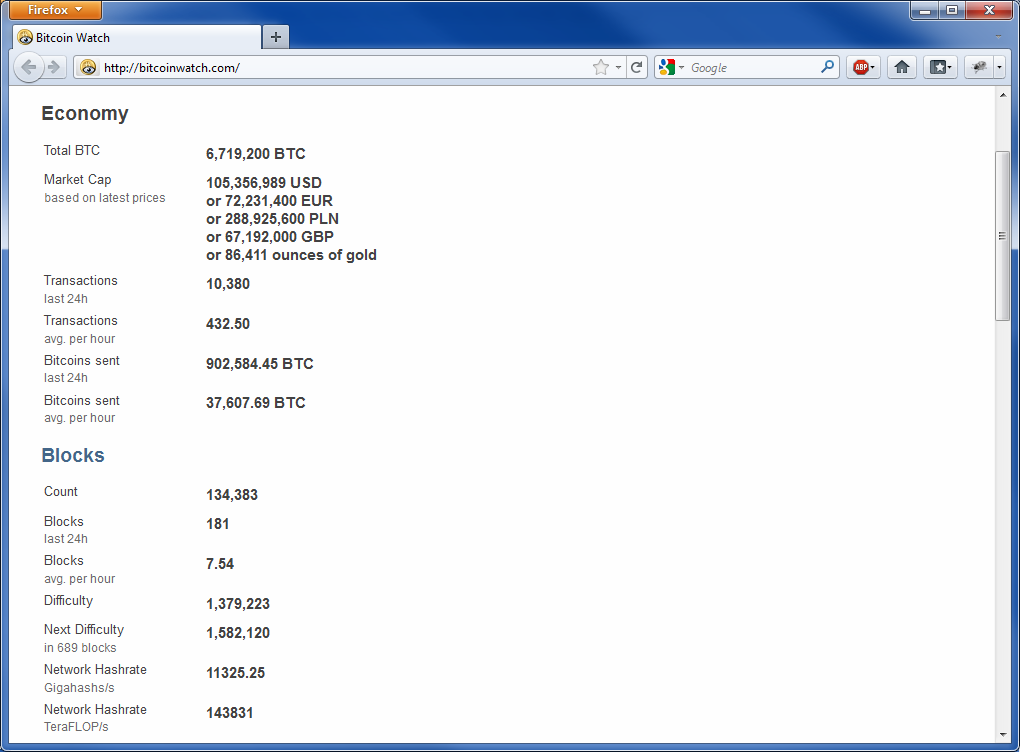 Firefox
Bitcoin Watch
http://bitcoinwatch.com/
Google
ABP
Economy
Total BTC
6,719,200 BTC
Market Cap
based on latest prices
105,356,989 USD
or 72,231,400 EUR
or 288,925,600 PLN
or 67,192,000 GBP
or 86,411 ounces of gold
Transactions
last 24h
10,380
Transactions
avg. per hour
432.50
Bitcoins sent
last 24h
902,584.45 BTC
Bitcoins sent
avg. per hour
37,607.69 BTC
Blocks
Count
134,383
Blocks
last 24h
181
Blocks
avg. per hour
7.54
Difficulty
1,379,223
Next Difficulty
in 689 blocks
1,582,120
Network Hashrate
Gigahashs/s
11325.25
Network Hashrate
TeraFLOP/s
143831